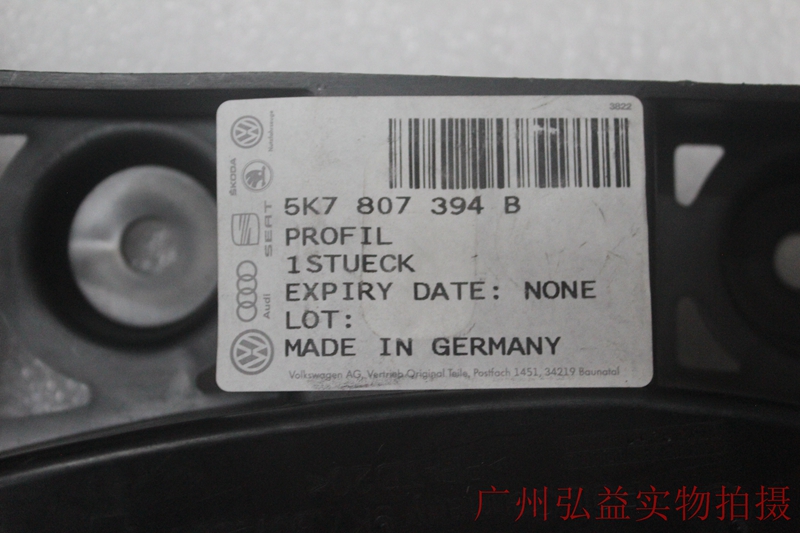 3822
5K7 807 394 B
PROFIL
1STUECK
EXPIRY DATE: NONE
LOT:
MADE IN GERMANY
Volkswagen AG, Vertrieb Original Teile, Postfach 1451, 34219 Baunatal
ŠKODA
SEAT
Audi
广州弘益实物拍摄